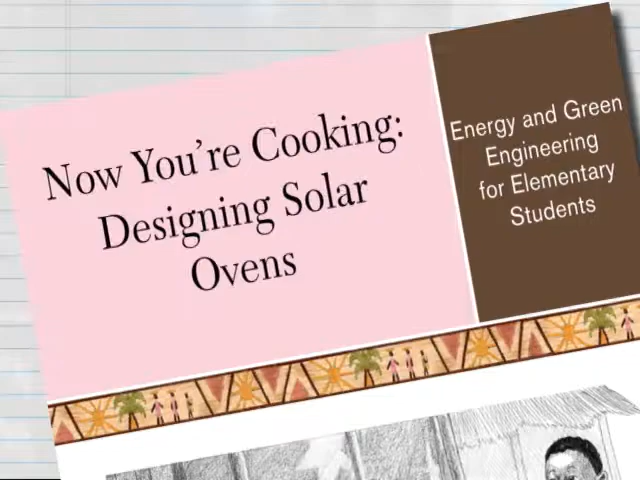 Now You're Cooking:
Designing Solar
Ovens
Energy and Green
Engineering
for Elementary
Students